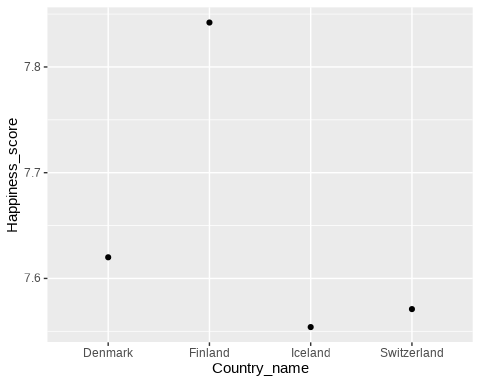 Happiness_score
7.8
7.7
7.6
Denmark Finland Iceland Switzerland
Country_name